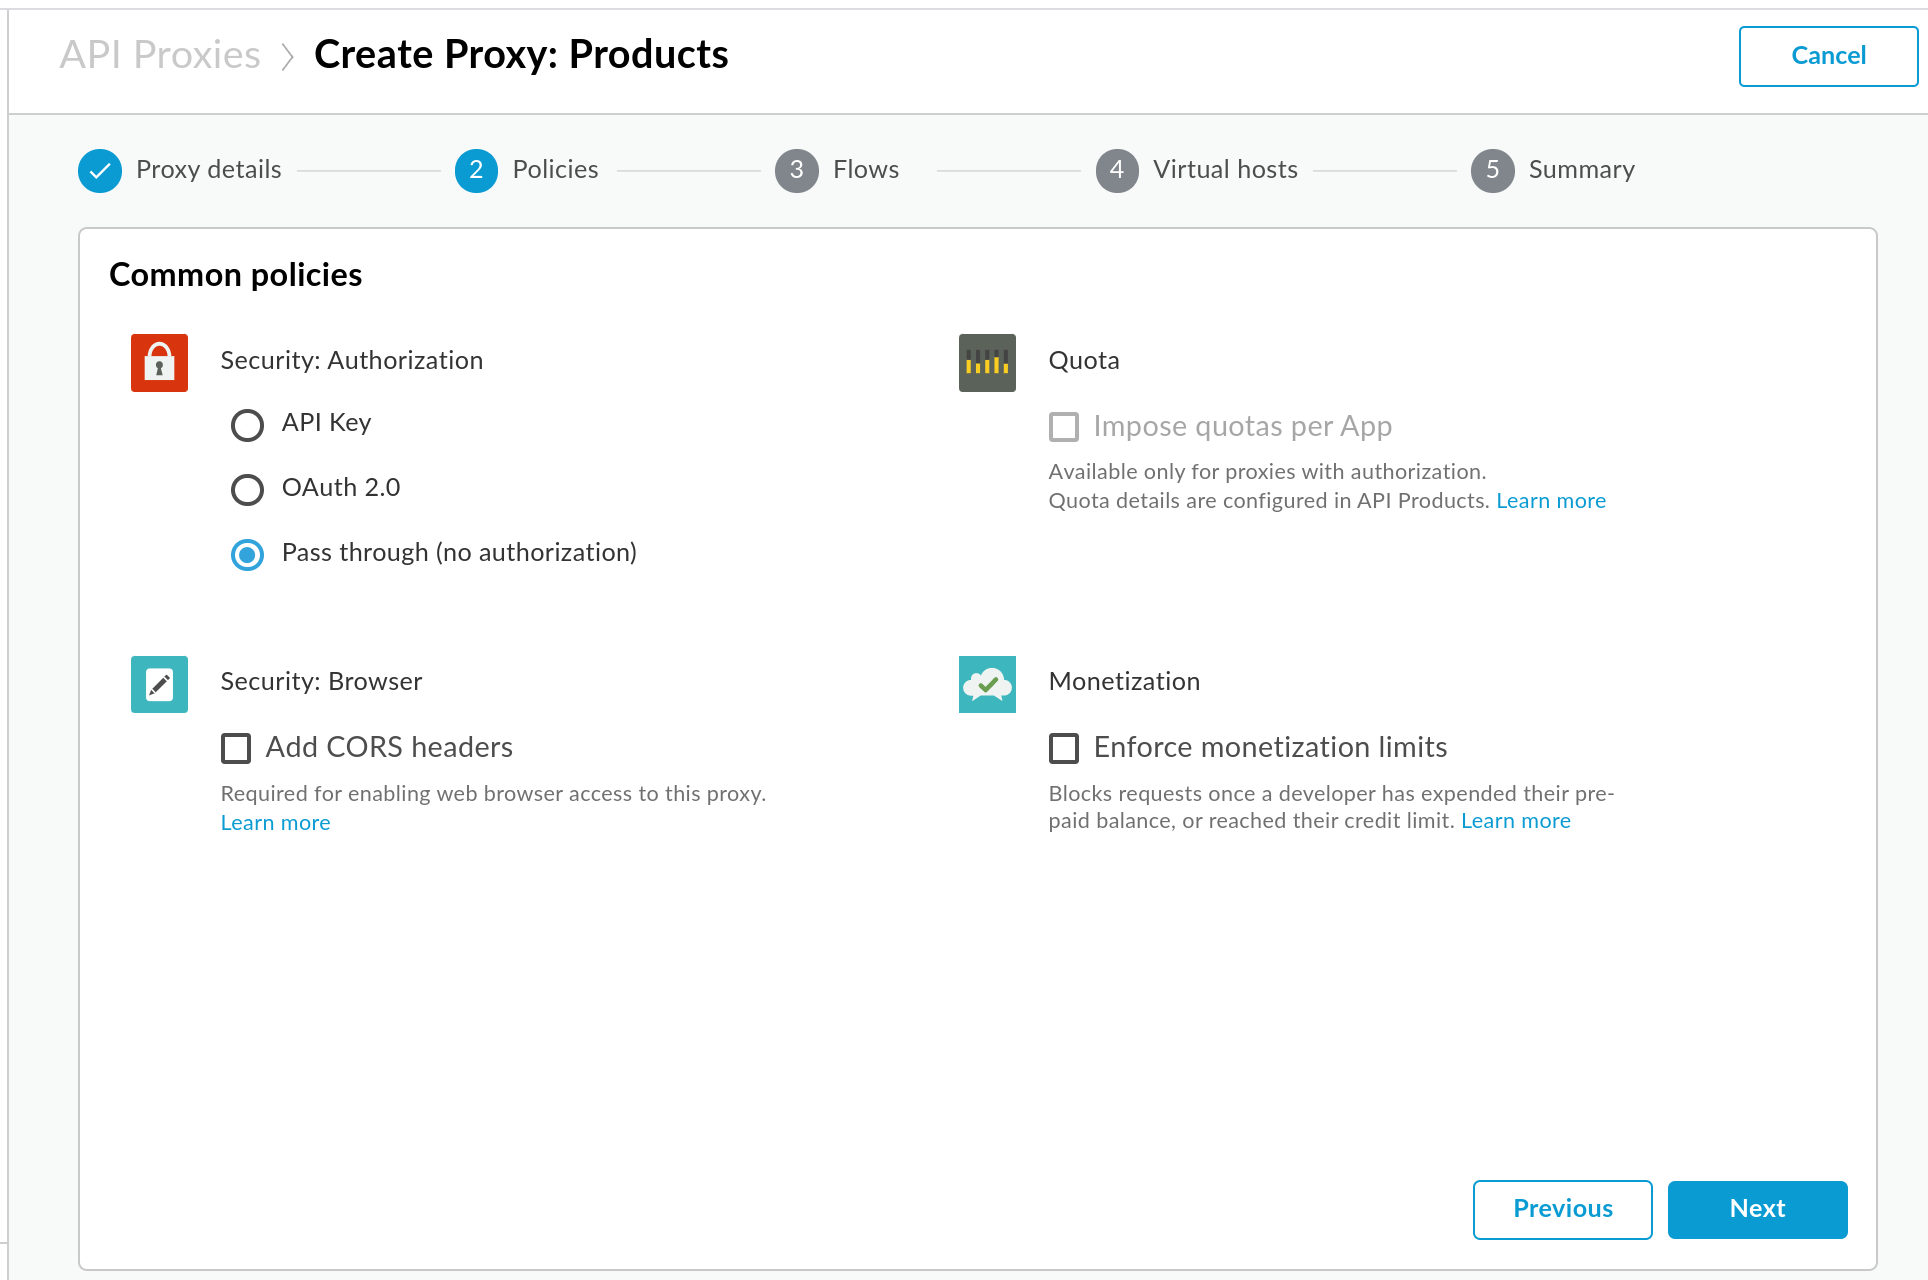 API Proxies > Create Proxy: Products
Cancel
Proxy details
2 Policies
3 Flows
4 Virtual hosts
5 Summary
Common policies
Security: Authorization
API Key
OAuth 2.0
Pass through (no authorization)
Quota
Impose quotas per App
Available only for proxies with authorization.
Quota details are configured in API Products. Learn more
Security: Browser
Add CORS headers
Required for enabling web browser access to this proxy.
Learn more
Monetization
Enforce monetization limits
Blocks requests once a developer has expended their pre-
paid balance, or reached their credit limit. Learn more
Previous
Next